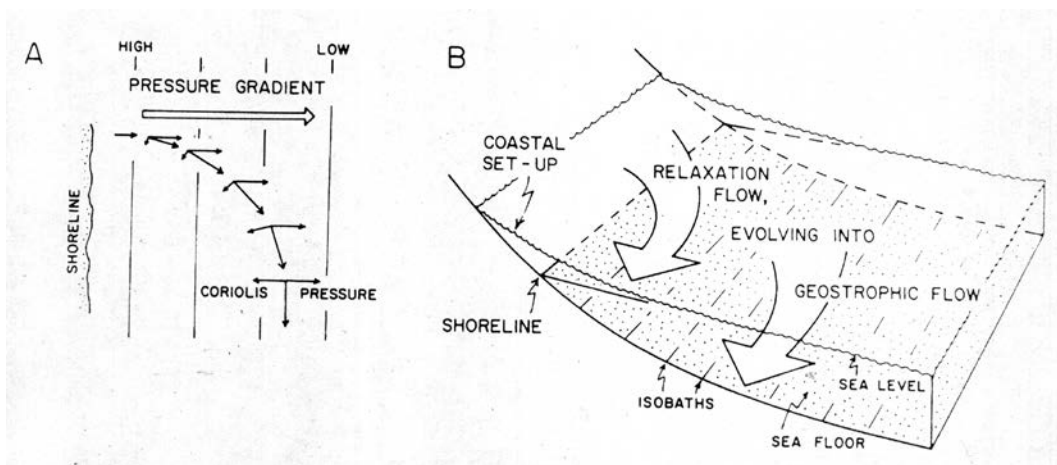 A
HIGH
LOW
PRESSURE GRADIENT
SHORELINE
CORIOLIS
PRESSURE
B
COASTAL
SET-UP
RELAXATION
FLOW,
EVOLVING INTO
GEOSTROPHIC FLOW
SHORELINE
ISOBATHS
SEA LEVEL
SEA FLOOR